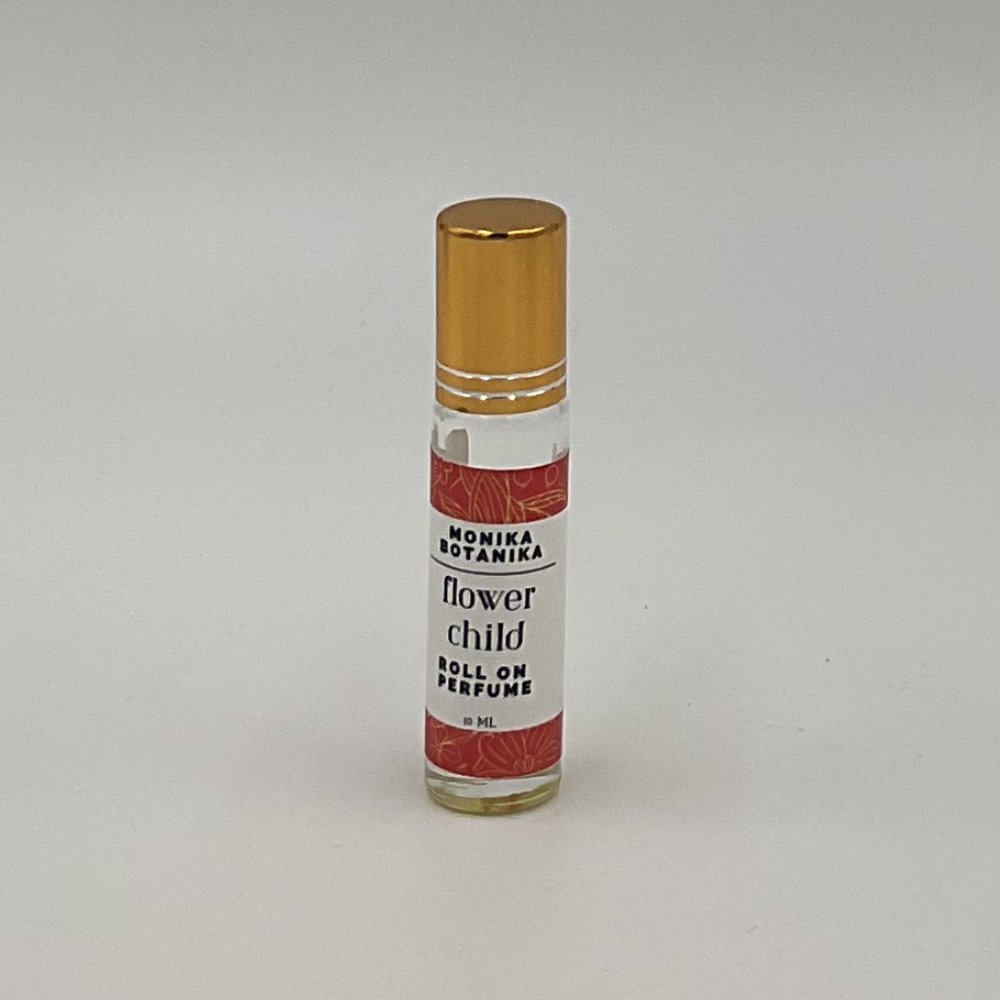 MONIKA
BOTANIKA
flower
child
ROLL ON
PERFUME
10 ML